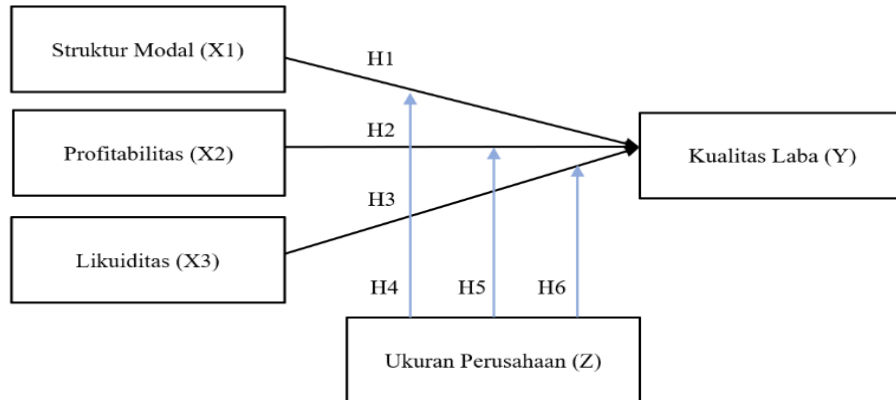 Struktur Modal (X1)
H1
H2
Profitabilitas (X2)
Kualitas Laba (Y)
H3
Likuiditas (X3)
H4
H5
H6
Ukuran Perusahaan (Z)